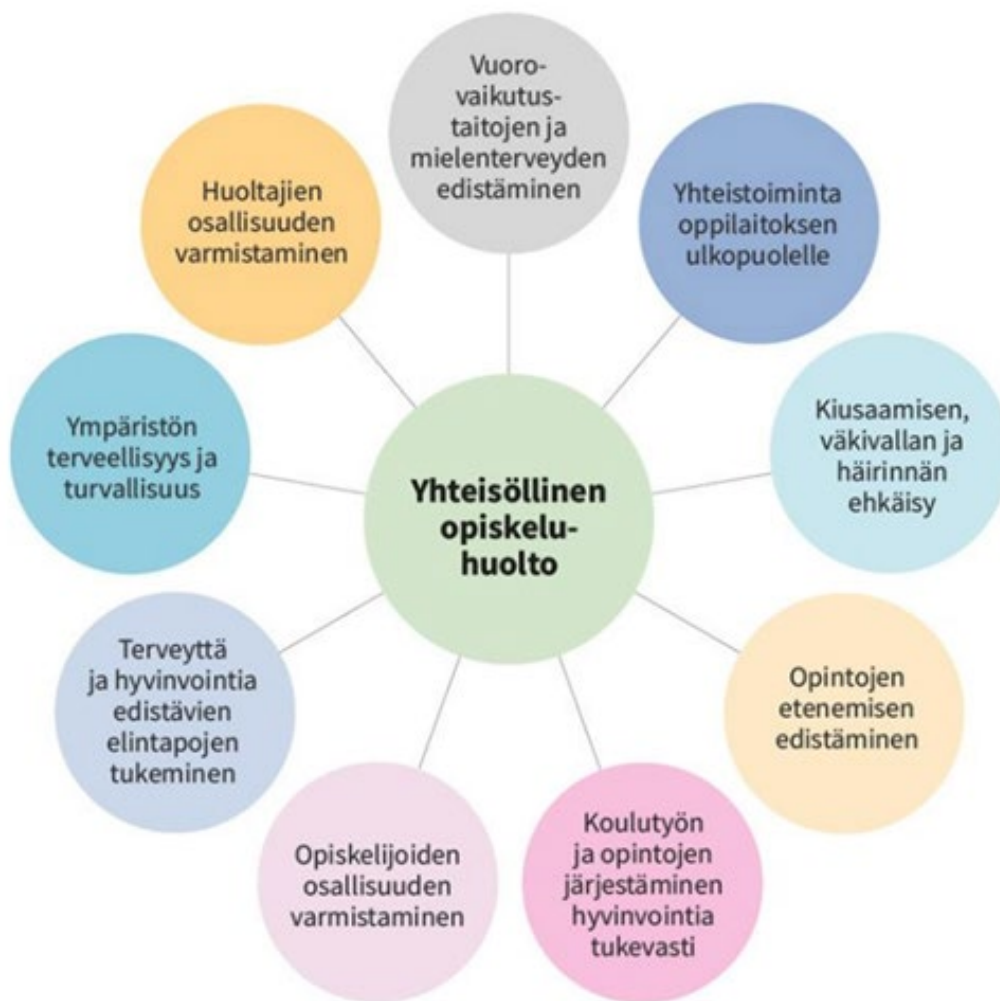 Vuoro-
vaikutus-
taitojen ja
mielenterveyden
edistäminen
Yhteistoiminta
oppilaitoksen
ulkopuolelle
Kiusaamisen,
väkivallan ja
häirinnän
ehkäisy
Opintojen
etenemisen
edistäminen
Koulutyön
ja opintojen
järjestäminen
hyvinvointia
tukevasti
Opiskelijoiden
osallisuuden
varmistaminen
Terveyttä
ja hyvinvointia
edistävien
elintapojen
tukeminen
Ympäristön
terveellisyys ja
turvallisuus
Huoltajien
osallisuuden
varmistaminen
Yhteisöllinen
opiskelu-
huolto